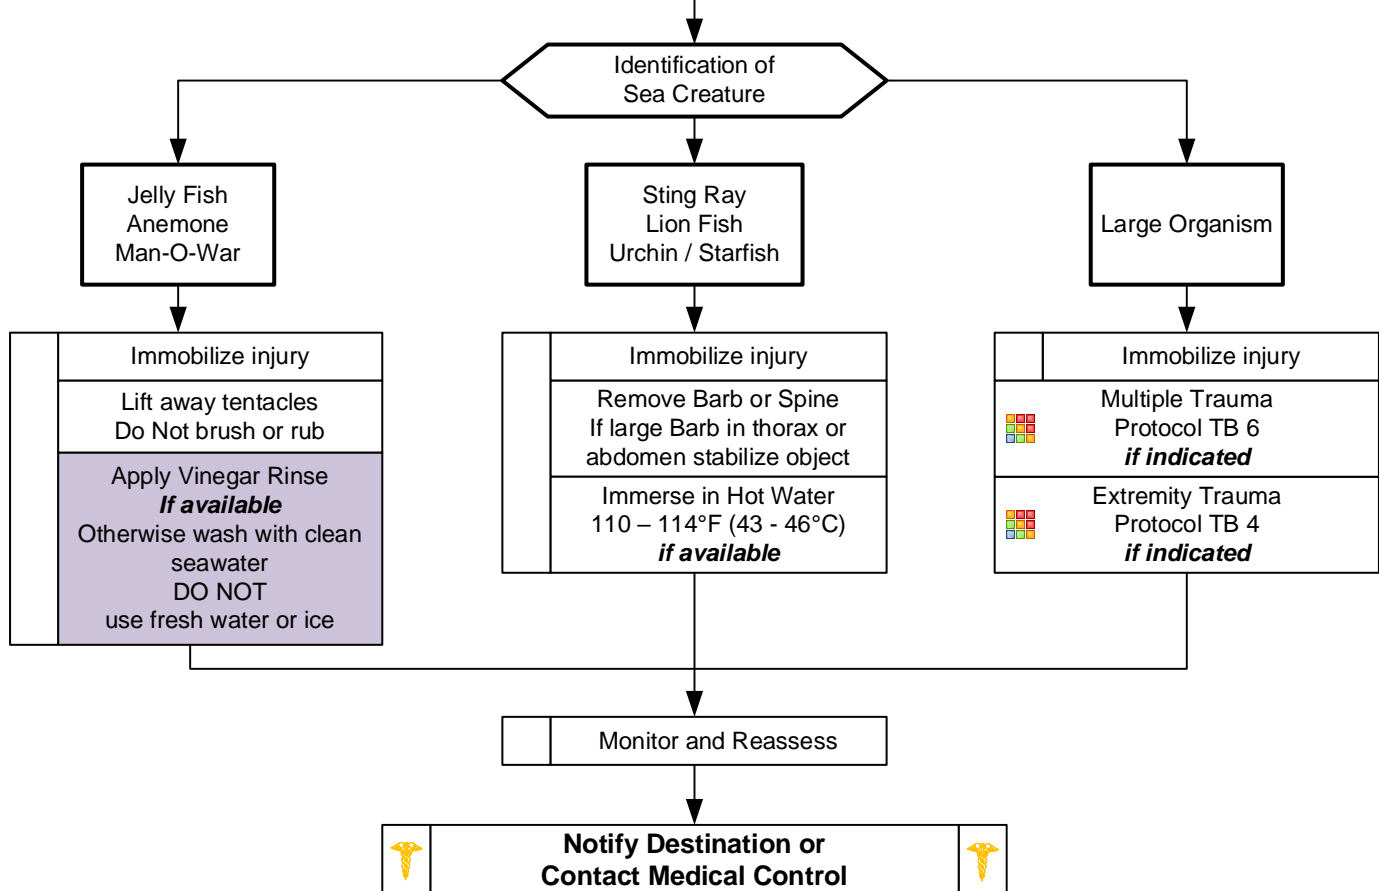 Identification of
Sea Creature
Jelly Fish
Anemone
Man-O-War
Sting Ray
Lion Fish
Urchin / Starfish
Large Organism
Immobilize injury
Lift away tentacles
Do Not brush or rub
Apply Vinegar Rinse
If available
Otherwise wash with clean
seawater
DO NOT
use fresh water or ice
Immobilize injury
Remove Barb or Spine
If large Barb in thorax or
abdomen stabilize object
Immerse in Hot Water
110 – 114°F (43 - 46°C)
if available
Immobilize injury
Multiple Trauma
Protocol TB 6
if indicated
Extremity Trauma
Protocol TB 4
if indicated
Monitor and Reassess
Notify Destination or
Contact Medical Control